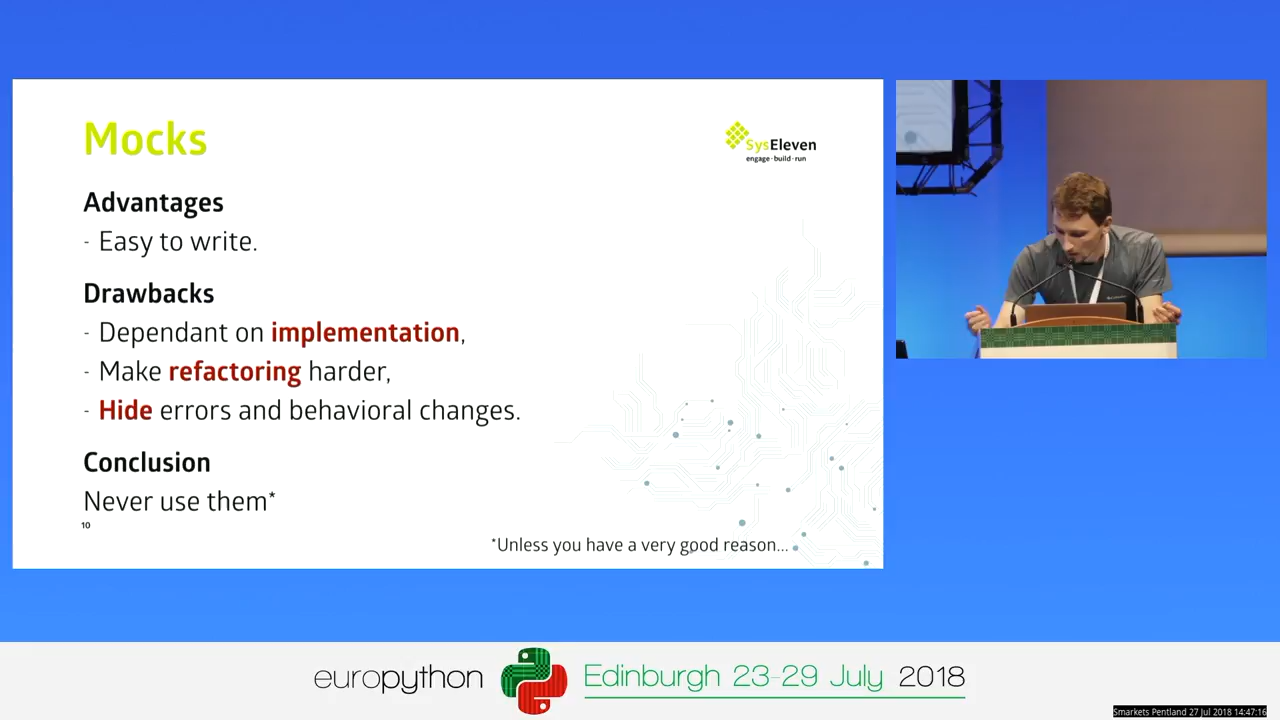 Mocks
SysEleven
engage·build·run
Advantages
- Easy to write.
Drawbacks
- Dependant on implementation,
- Make refactoring harder,
- Hide errors and behavioral changes.
Conclusion
Never use them*
10
*Unless you have a very good reason...
europython
Edinburgh 23-29 July 2018
Smarkets Pentland 27 Jul 2018 14:47:16